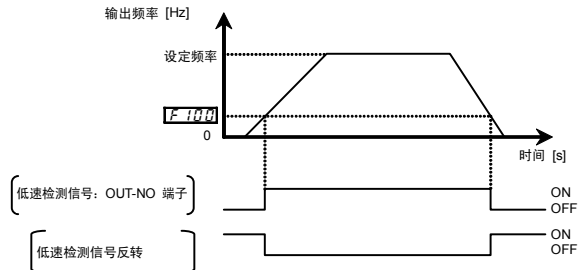 输出频率 [Hz]
设定频率
F 100
0
时间 [s]
低速检测信号：OUT-NO 端子
ON
OFF
低速检测信号反转
ON
OFF